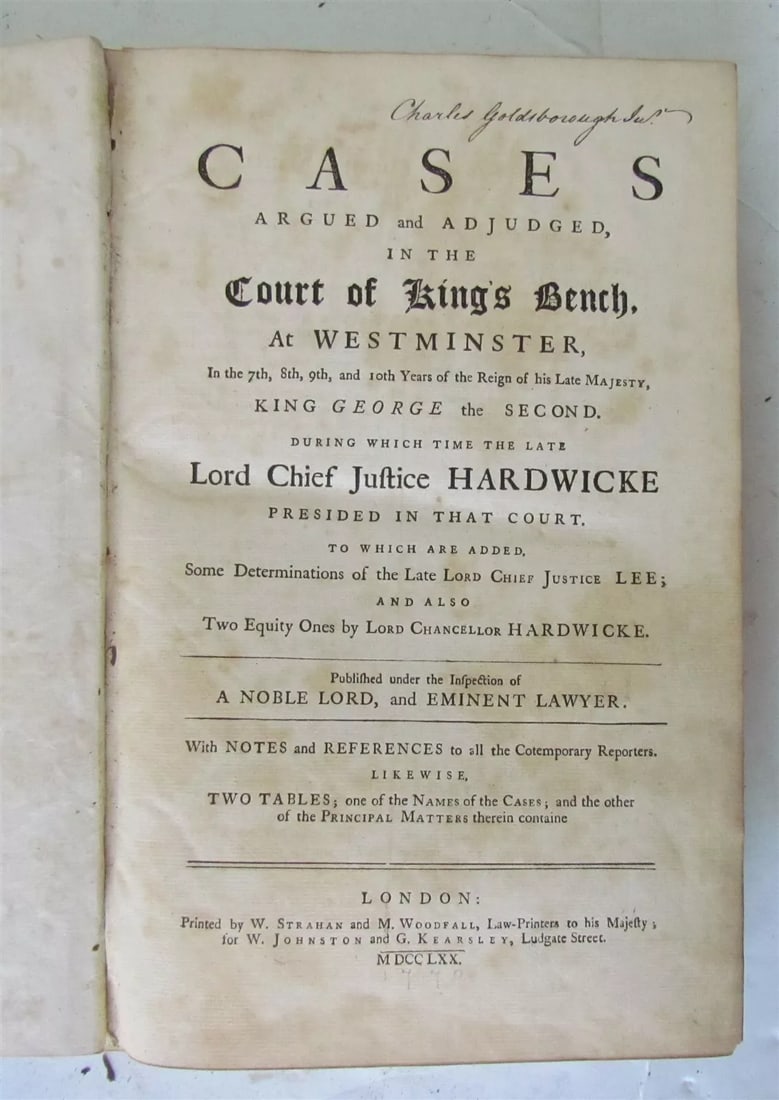 Charles Goldsborough Junr.
CASES
ARGUED and ADJUDGED,
IN THE
Court of King's Bench,
At WESTMINSTER,
In the 7th, 8th, 9th, and 10th Years of the Reign of his Late MAJESTY,
KING GEORGE the SECOND.
DURING WHICH TIME THE LATE
Lord Chief Juſtice HARDWICKE
PRESIDED IN THAT COURT.
TO WHICH ARE ADDED,
Some Determinations of the Late LORD CHIEF JUSTICE LEE;
AND ALSO
Two Equity Ones by LORD CHANCELLOR HARDWICKE.
Publiſhed under the Inſpection of
A NOBLE LORD, and EMINENT LAWYER.
With NOTES and REFERENCES to all the Cotemporary Reporters.
LIKEWISE,
TWO TABLES; one of the NAMES of the CASES; and the other
of the PRINCIPAL MATTERS therein containe
LONDON:
Printed by W. STRAHAN and M. WOODFALL, Law-Printers to his Majeſty;
for W. JOHNSTON and G. KEARSLEY, Ludgate Street.
M DCC LXX.
1770